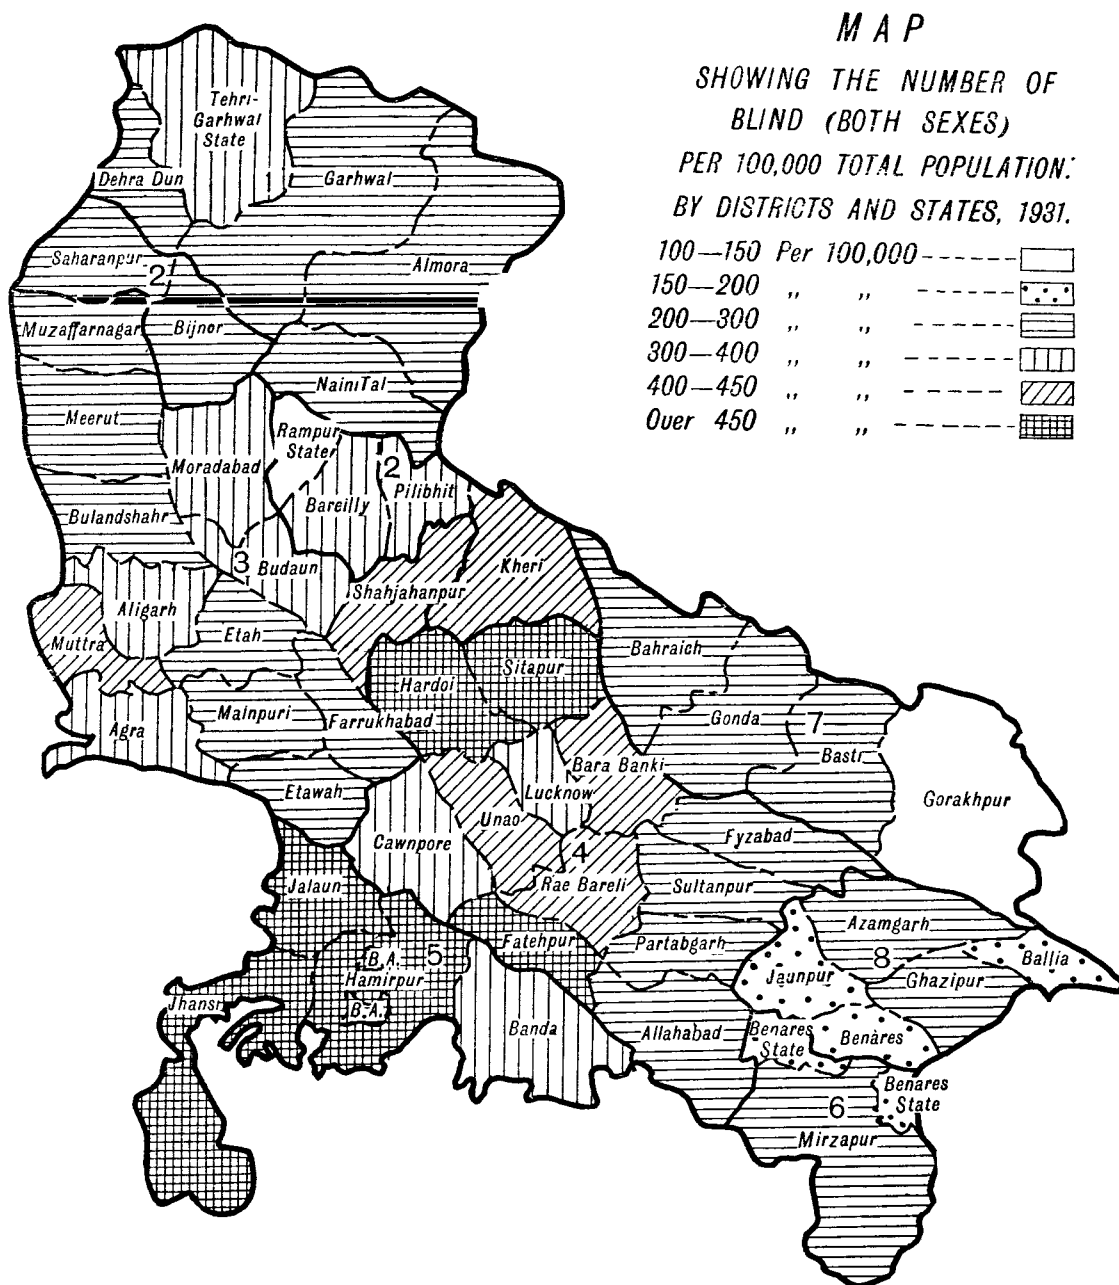 MAP
SHOWING THE NUMBER OF
BLIND (BOTH SEXES)
PER 100,000 TOTAL POPULATION:
BY DISTRICTS AND STATES, 1931.
100—150 Per 100,000
150—200 „ „
200—300 „ „
300—400 „ „
400—450 „ „
Over 450 „ „
Tehri-
Garhwal
State
1
Dehra Dun
Garhwal
Saharanpur
2
Almora
Muzaffarnagar
Bijnor
Naini Tal
Meerut
Rampur
State
Moradabad
2
Pilibhit
Bareilly
Bulandshahr
3
Budaun
Kheri
Shahjahanpur
Aligarh
Etah
Muttra
Bahraich
Sitapur
Hardoi
Mainpuri
Farrukhabad
Agra
Gonda
7
Basti
Bara Banki
Etawah
Lucknow
Gorakhpur
Unao
Cawnpore
Fyzabad
4
Rae Bareli
Sultanpur
Jalaun
Azamgarh
Fatehpur
Partabgarh
B.A.
5
Hamirpur
8
Ballia
Jaunpur
Ghazipur
Jhansi
B.A.
Banda
Allahabad
Benares
State
Benares
Benares
State
6
Mirzapur